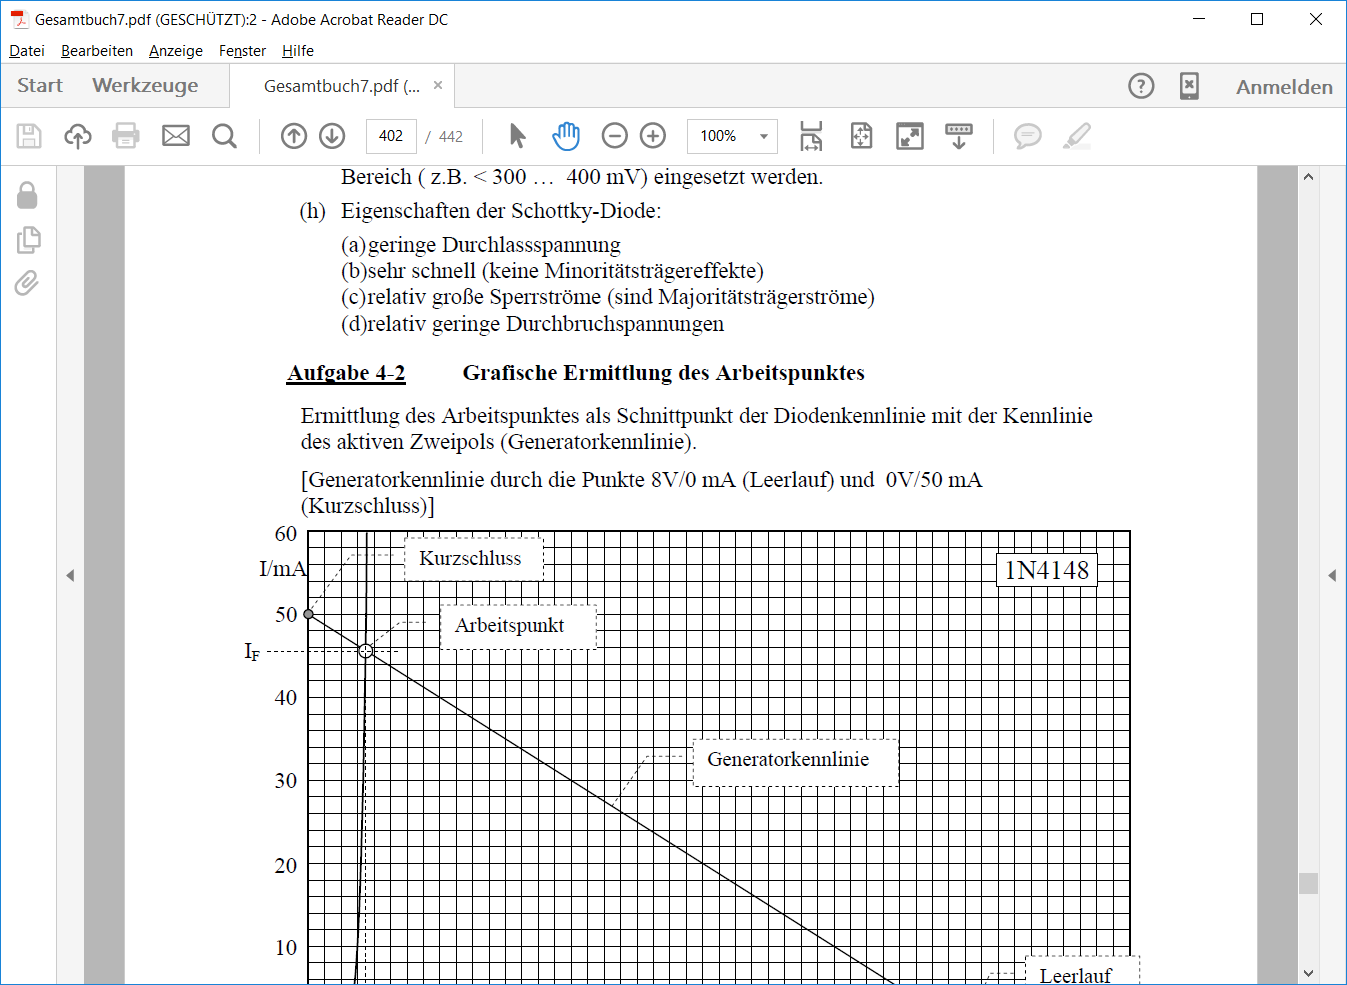 Gesamtbuch7.pdf (GESCHÜTZT):2 - Adobe Acrobat Reader DC
Datei Bearbeiten Anzeige Fenster Hilfe
Start Werkzeuge Gesamtbuch7.pdf (... × Anmelden
402 / 442 100%
Bereich ( z.B. < 300 … 400 mV) eingesetzt werden.
(h) Eigenschaften der Schottky-Diode:
(a)geringe Durchlassspannung
(b)sehr schnell (keine Minoritätsträgereffekte)
(c)relativ große Sperrströme (sind Majoritätsträgerströme)
(d)relativ geringe Durchbruchspannungen
Aufgabe 4-2 Grafische Ermittlung des Arbeitspunktes
Ermittlung des Arbeitspunktes als Schnittpunkt der Diodenkennlinie mit der Kennlinie
des aktiven Zweipols (Generatorkennlinie).
[Generatorkennlinie durch die Punkte 8V/0 mA (Leerlauf) und 0V/50 mA
(Kurzschluss)]
60
Kurzschluss
I/mA
1N4148
50
Arbeitspunkt
IF
40
Generatorkennlinie
30
20
10
Leerlauf